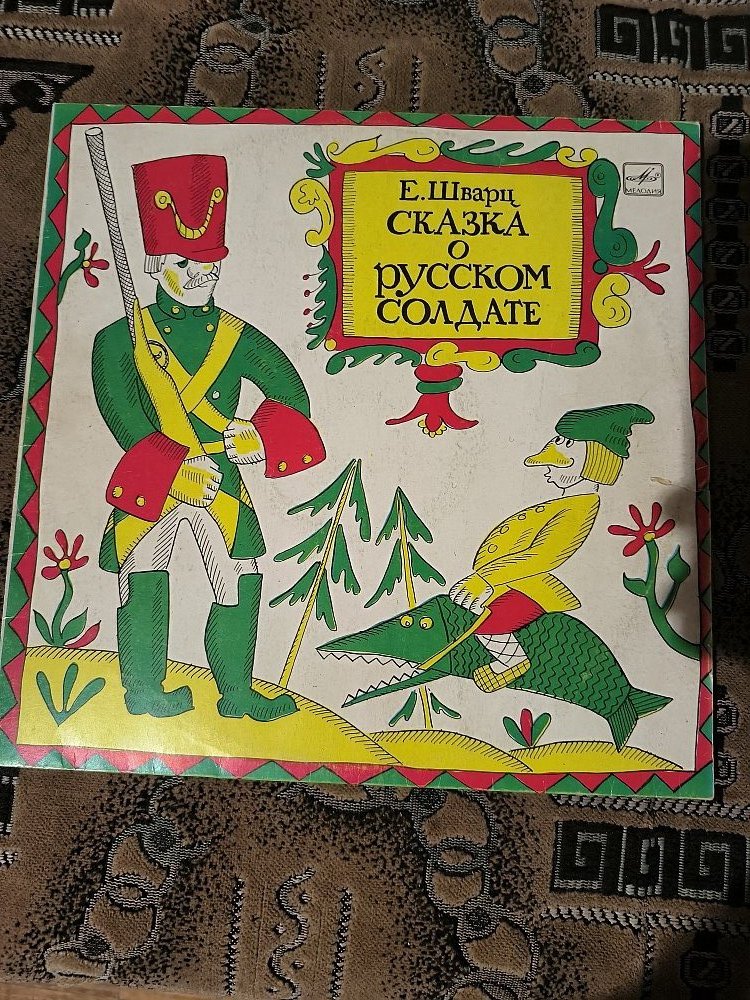 Е. Шварц
СКАЗКА
О
РУССКОМ
СОЛДАТЕ
МЕЛОДИЯ